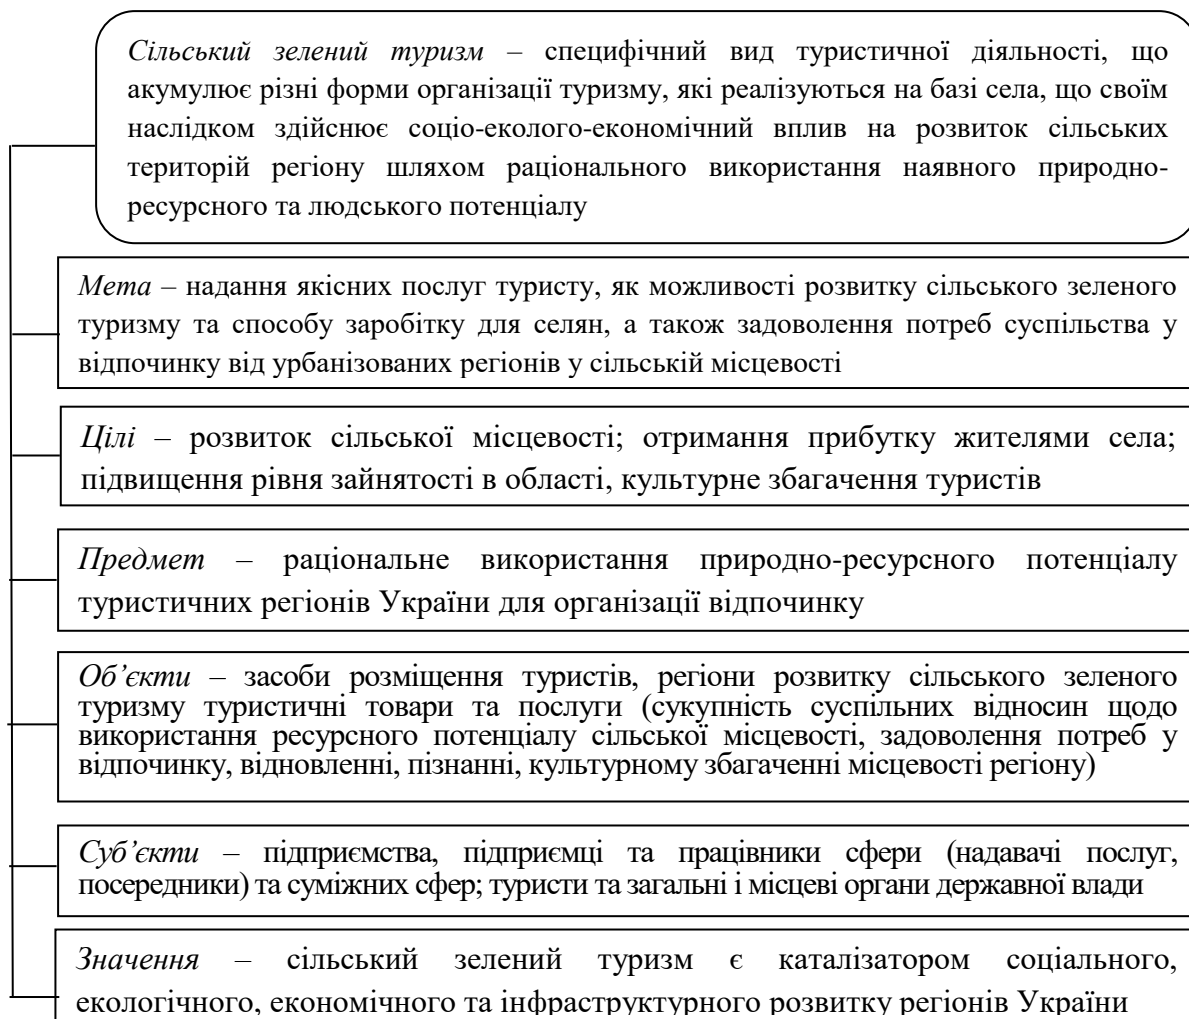 Сільський зелений туризм – специфічний вид туристичної діяльності, що
акумулює різні форми організації туризму, які реалізуються на базі села, що своїм
наслідком здійснює соціо-еколого-економічний вплив на розвиток сільських
територій регіону шляхом раціонального використання наявного природно-
ресурсного та людського потенціалу
Мета – надання якісних послуг туристу, як можливості розвитку сільського зеленого
туризму та способу заробітку для селян, а також задоволення потреб суспільства у
відпочинку від урбанізованих регіонів у сільській місцевості
Цілі – розвиток сільської місцевості; отримання прибутку жителями села;
підвищення рівня зайнятості в області, культурне збагачення туристів
Предмет – раціональне використання природно-ресурсного потенціалу
туристичних регіонів України для організації відпочинку
Об’єкти – засоби розміщення туристів, регіони розвитку сільського зеленого
туризму туристичні товари та послуги (сукупність суспільних відносин щодо
використання ресурсного потенціалу сільської місцевості, задоволення потреб у
відпочинку, відновленні, пізнанні, культурному збагаченні місцевості регіону)
Суб’єкти – підприємства, підприємці та працівники сфери (надавачі послуг,
посередники) та суміжних сфер; туристи та загальні і місцеві органи державної влади
Значення – сільський зелений туризм є каталізатором соціального,
екологічного, економічного та інфраструктурного розвитку регіонів України